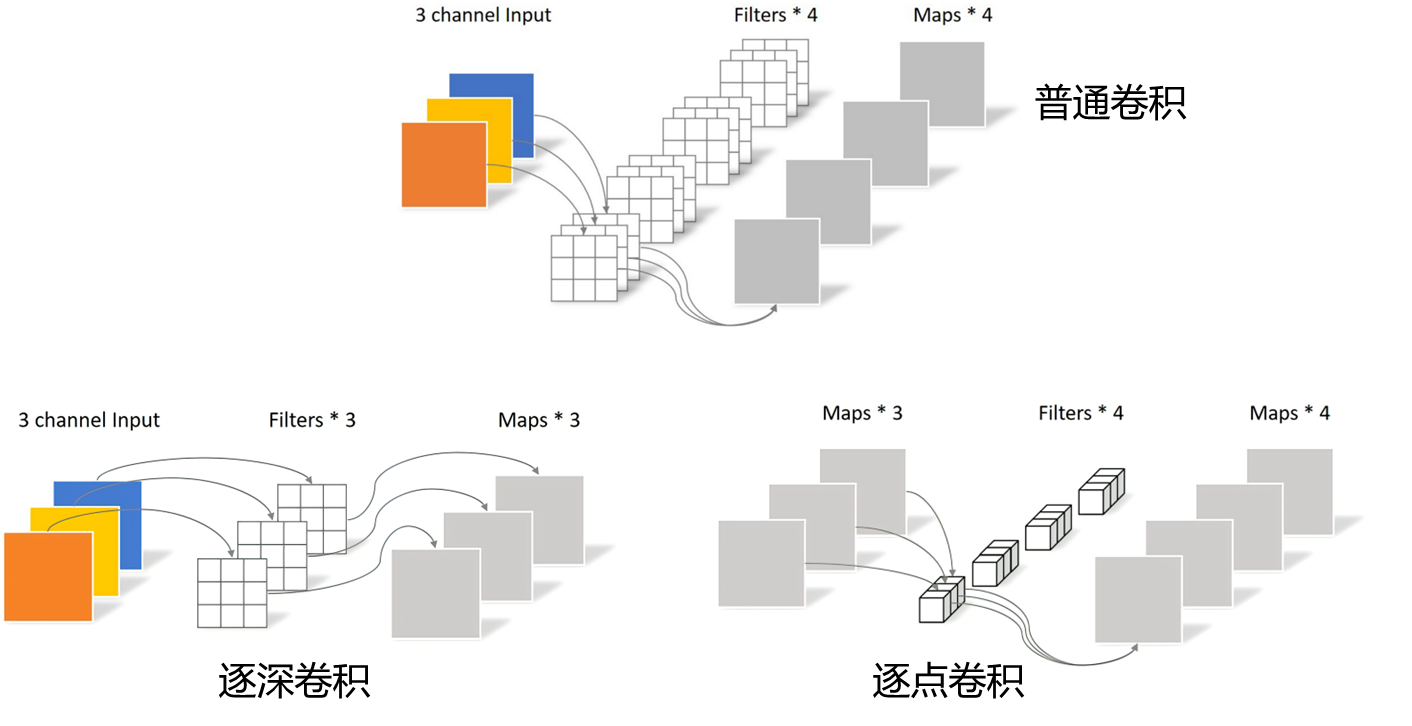 3 channel Input
Filters * 4
Maps * 4
普通卷积
3 channel Input
Filters * 3
Maps * 3
逐深卷积
Maps * 3
Filters * 4
Maps * 4
逐点卷积